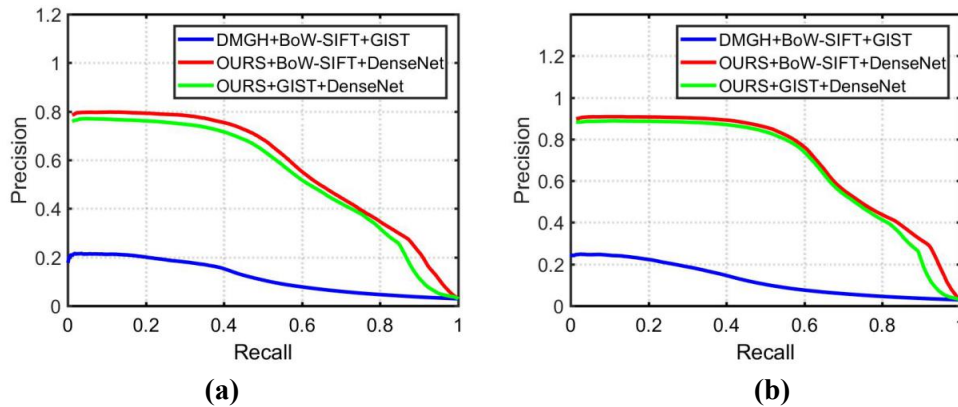 1.2
1
0.8
0.6
0.4
0.2
0
Precision
DMGH+BoW-SIFT+GIST
OURS+BoW-SIFT+DenseNet
OURS+GIST+DenseNet
0 0.2 0.4 0.6 0.8 1
Recall
(a)
1.2
1
0.8
0.6
0.4
0.2
0
Precision
DMGH+BoW-SIFT+GIST
OURS+BoW-SIFT+DenseNet
OURS+GIST+DenseNet
0 0.2 0.4 0.6 0.8 1
Recall
(b)